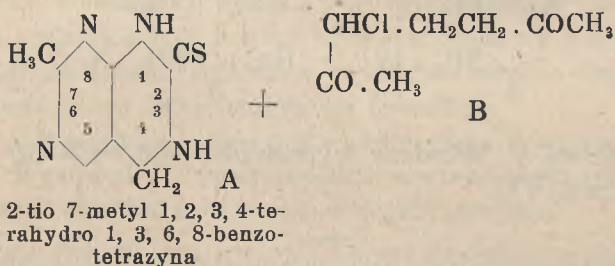 N NH CHCl.CH₂CH₂.COCH₃
H₃C 8 1 CS
7 2
6 3 + CO.CH₃
5 4 B
N NH
CH₂ A
2-tio 7-metyl 1, 2, 3, 4-te-
rahydro 1, 3, 6, 8-benzo-
tetrazyna